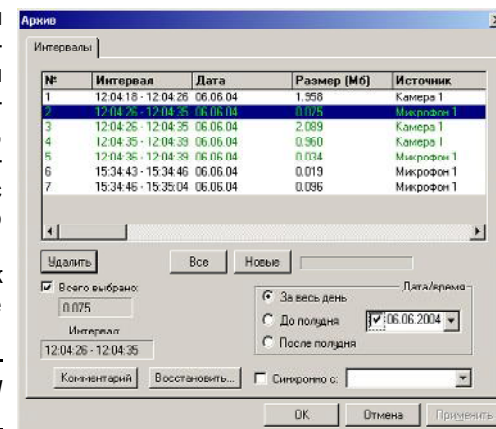 Архив
Интервалы
№ Интервал Дата Размер (Мб) Источник
1 12:04:18 - 12:04:26 06.06.04 1.958 Камера 1
2 12:04:26 - 12:04:35 06.06.04 0.075 Микрофон 1
3 12:04:26 - 12:04:35 06.06.04 2.089 Камера 1
4 12:04:35 - 12:04:39 06.06.04 0.960 Камера 1
5 12:04:36 - 12:04:39 06.06.04 0.034 Микрофон 1
6 15:34:43 - 15:34:46 06.06.04 0.019 Микрофон 1
7 15:34:46 - 15:35:04 06.06.04 0.096 Микрофон 1
Удалить Все Новые
Всего выбрано: Дата/время
0.075 За весь день
Интервал До полудня 06.06.2004
12:04:26 - 12:04:35 После полудня
Комментарий Восстановить... Синхронно с:
OK Отмена Применить